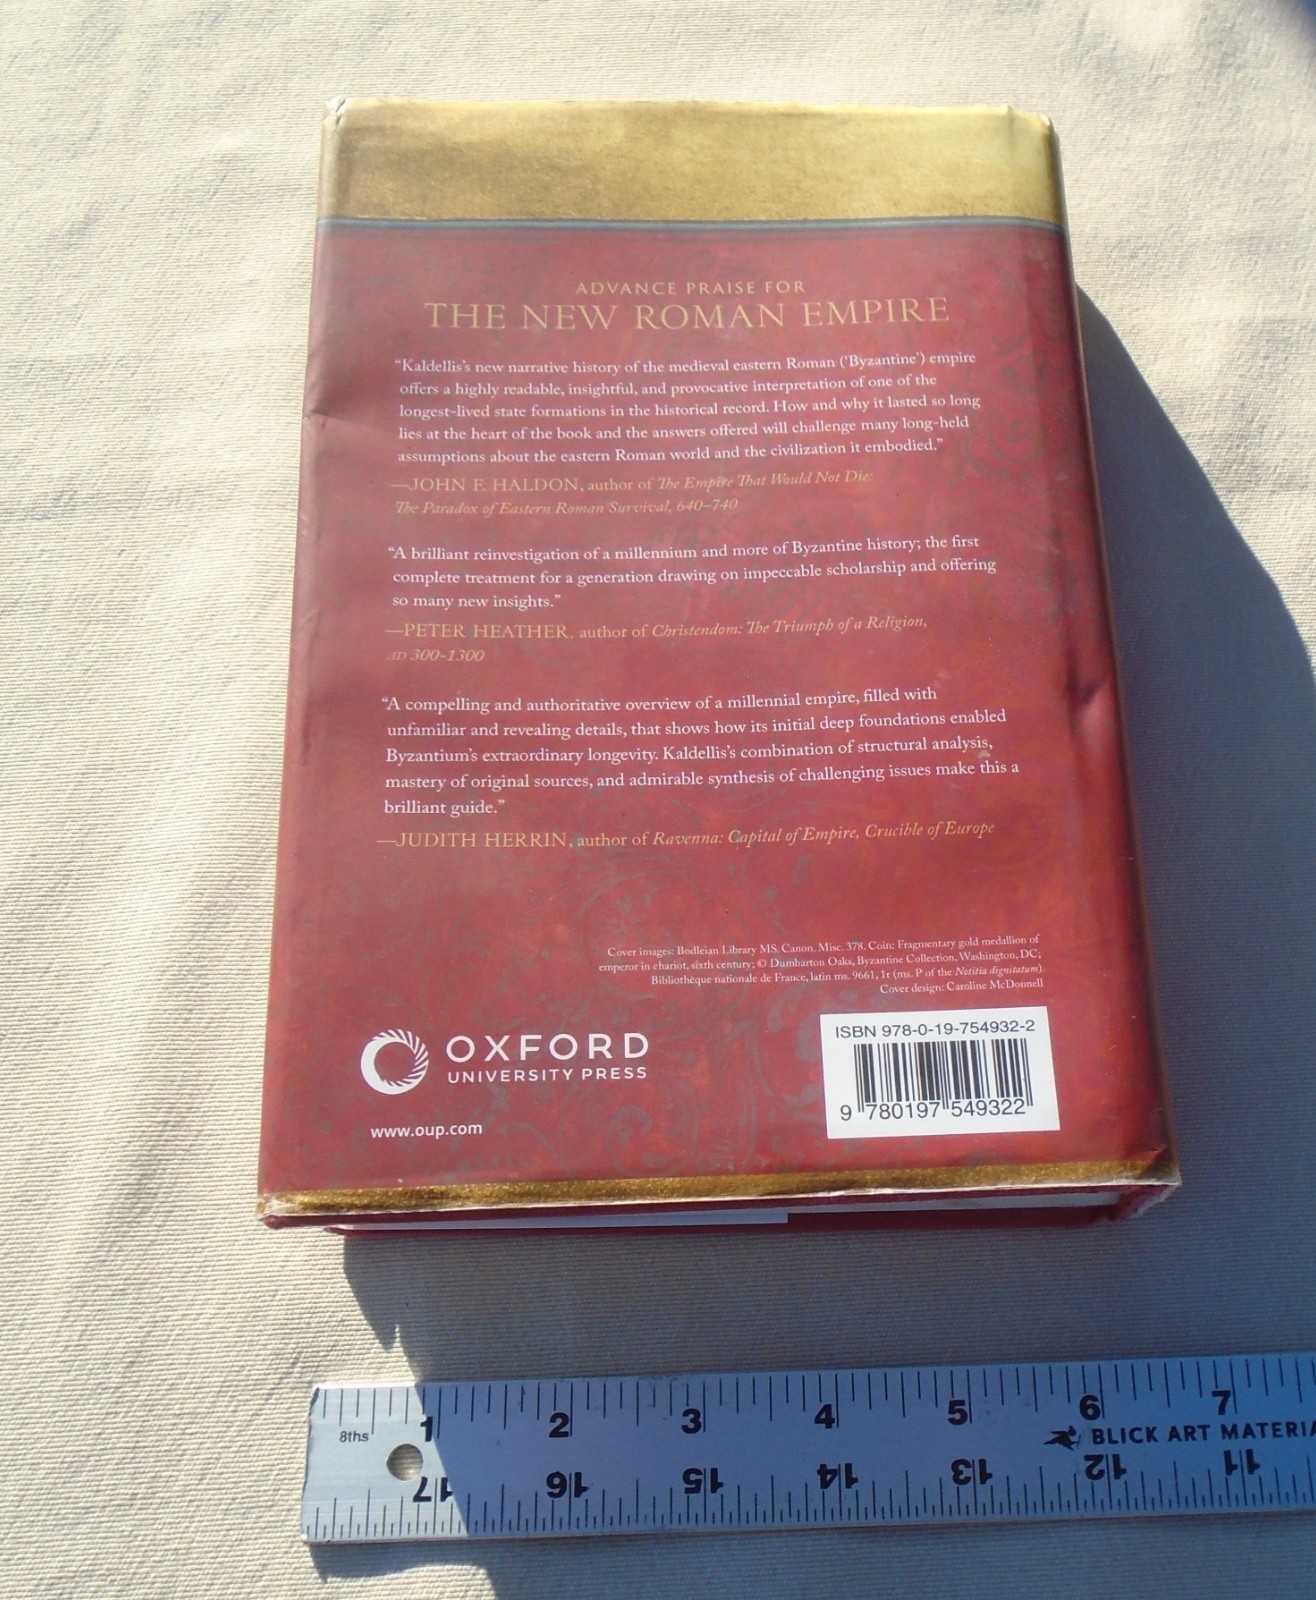 ADVANCE PRAISE FOR
THE NEW ROMAN EMPIRE
“Kaldellis’s new narrative history of the medieval eastern Roman (‘Byzantine’) empire
offers a highly readable, insightful, and provocative interpretation of one of the
longest-lived state formations in the historical record. How and why it lasted so long
lies at the heart of the book and the answers offered will challenge many long-held
assumptions about the eastern Roman world and the civilization it embodied.”
—JOHN F. HALDON, author of The Empire That Would Not Die:
The Paradox of Eastern Roman Survival, 640–740
“A brilliant reinvestigation of a millennium and more of Byzantine history; the first
complete treatment for a generation drawing on impeccable scholarship and offering
so many new insights.”
—PETER HEATHER, author of Christendom: The Triumph of a Religion,
AD 300-1300
“A compelling and authoritative overview of a millennial empire, filled with
unfamiliar and revealing details, that shows how its initial deep foundations enabled
Byzantium’s extraordinary longevity. Kaldellis’s combination of structural analysis,
mastery of original sources, and admirable synthesis of challenging issues make this a
brilliant guide.”
—JUDITH HERRIN, author of Ravenna: Capital of Empire, Crucible of Europe
Cover images: Bodleian Library MS. Canon. Misc. 378. Coin: Fragmentary gold medallion of
emperor in chariot, sixth century; © Dumbarton Oaks, Byzantine Collection, Washington, DC;
Bibliothèque nationale de France, latin ms. 9661, 1r (ms. P of the Notitia dignitatum).
Cover design: Caroline McDonnell
ISBN 978-0-19-754932-2
9 780197 549322
OXFORD
UNIVERSITY PRESS
www.oup.com
1 2 3 4 5 6 7
8ths
BLICK ART MATERIA
17 16 15 14 13 12 11